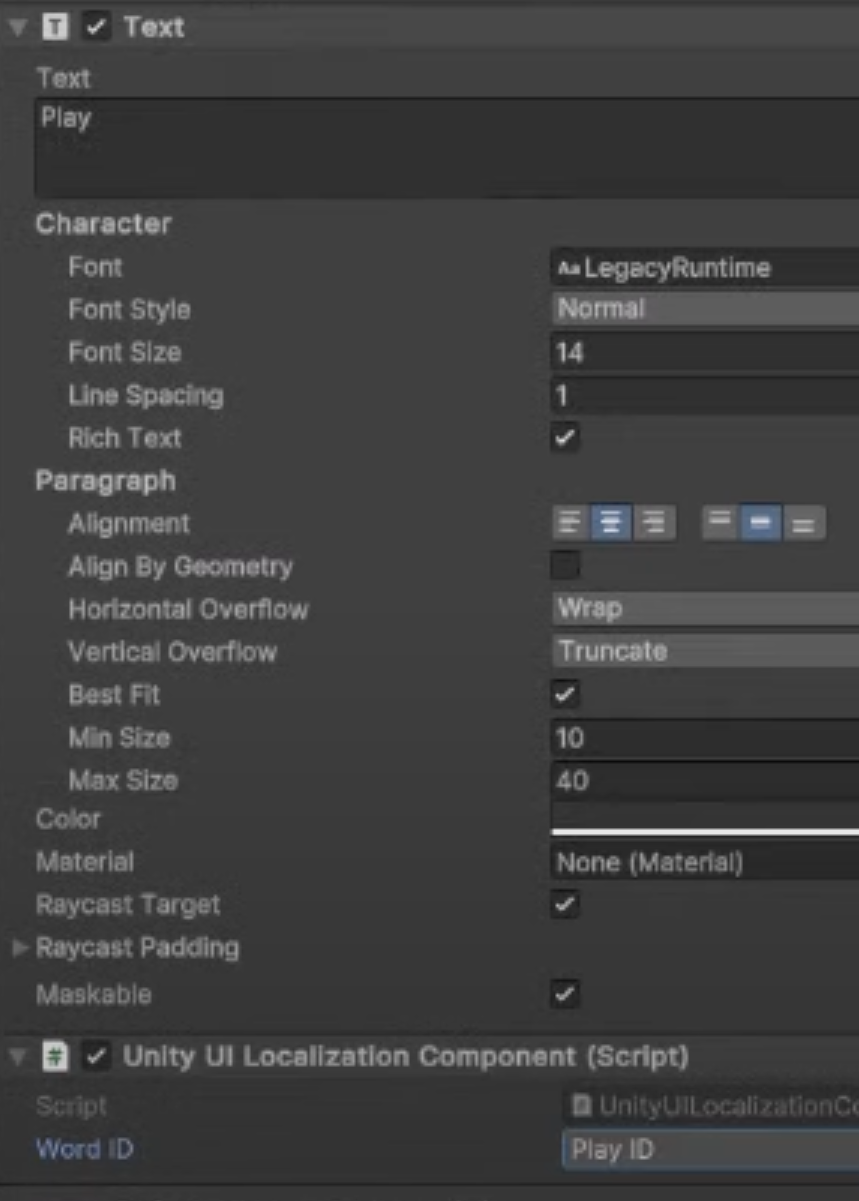 Text
Text
Play
Character
Font Aa LegacyRuntime
Font Style Normal
Font Size 14
Line Spacing 1
Rich Text
Paragraph
Alignment
Align By Geometry
Horizontal Overflow Wrap
Vertical Overflow Truncate
Best Fit
Min Size 10
Max Size 40
Color
Material None (Material)
Raycast Target
Raycast Padding
Maskable
# Unity UI Localization Component (Script)
Script UnityUILocalizationCo
Word ID Play ID